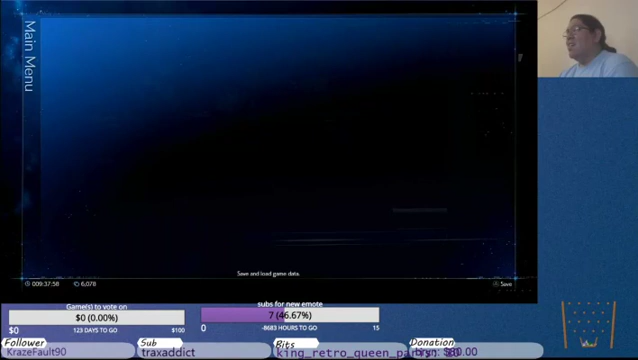 Main Menu
Save and load game data.
009:37:58
6,078
Save
Game(s) to vote on
$0 (0.00%)
$0
123 DAYS TO GO
$100
subs for new emote
7 (46.67%)
0
-8683 HOURS TO GO
15
Follower
KrazeFault90
Sub
traxaddict
Bits
king_retro_queen_pa
Donation
$60.00